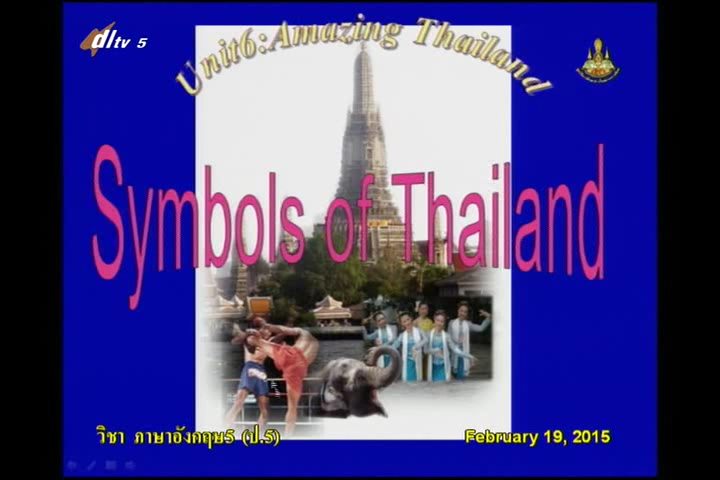 dltv 5
Unit6:Amazing Thailand
Symbols of Thailand
วิชา ภาษาอังกฤษ5 (ป.5)
February 19, 2015